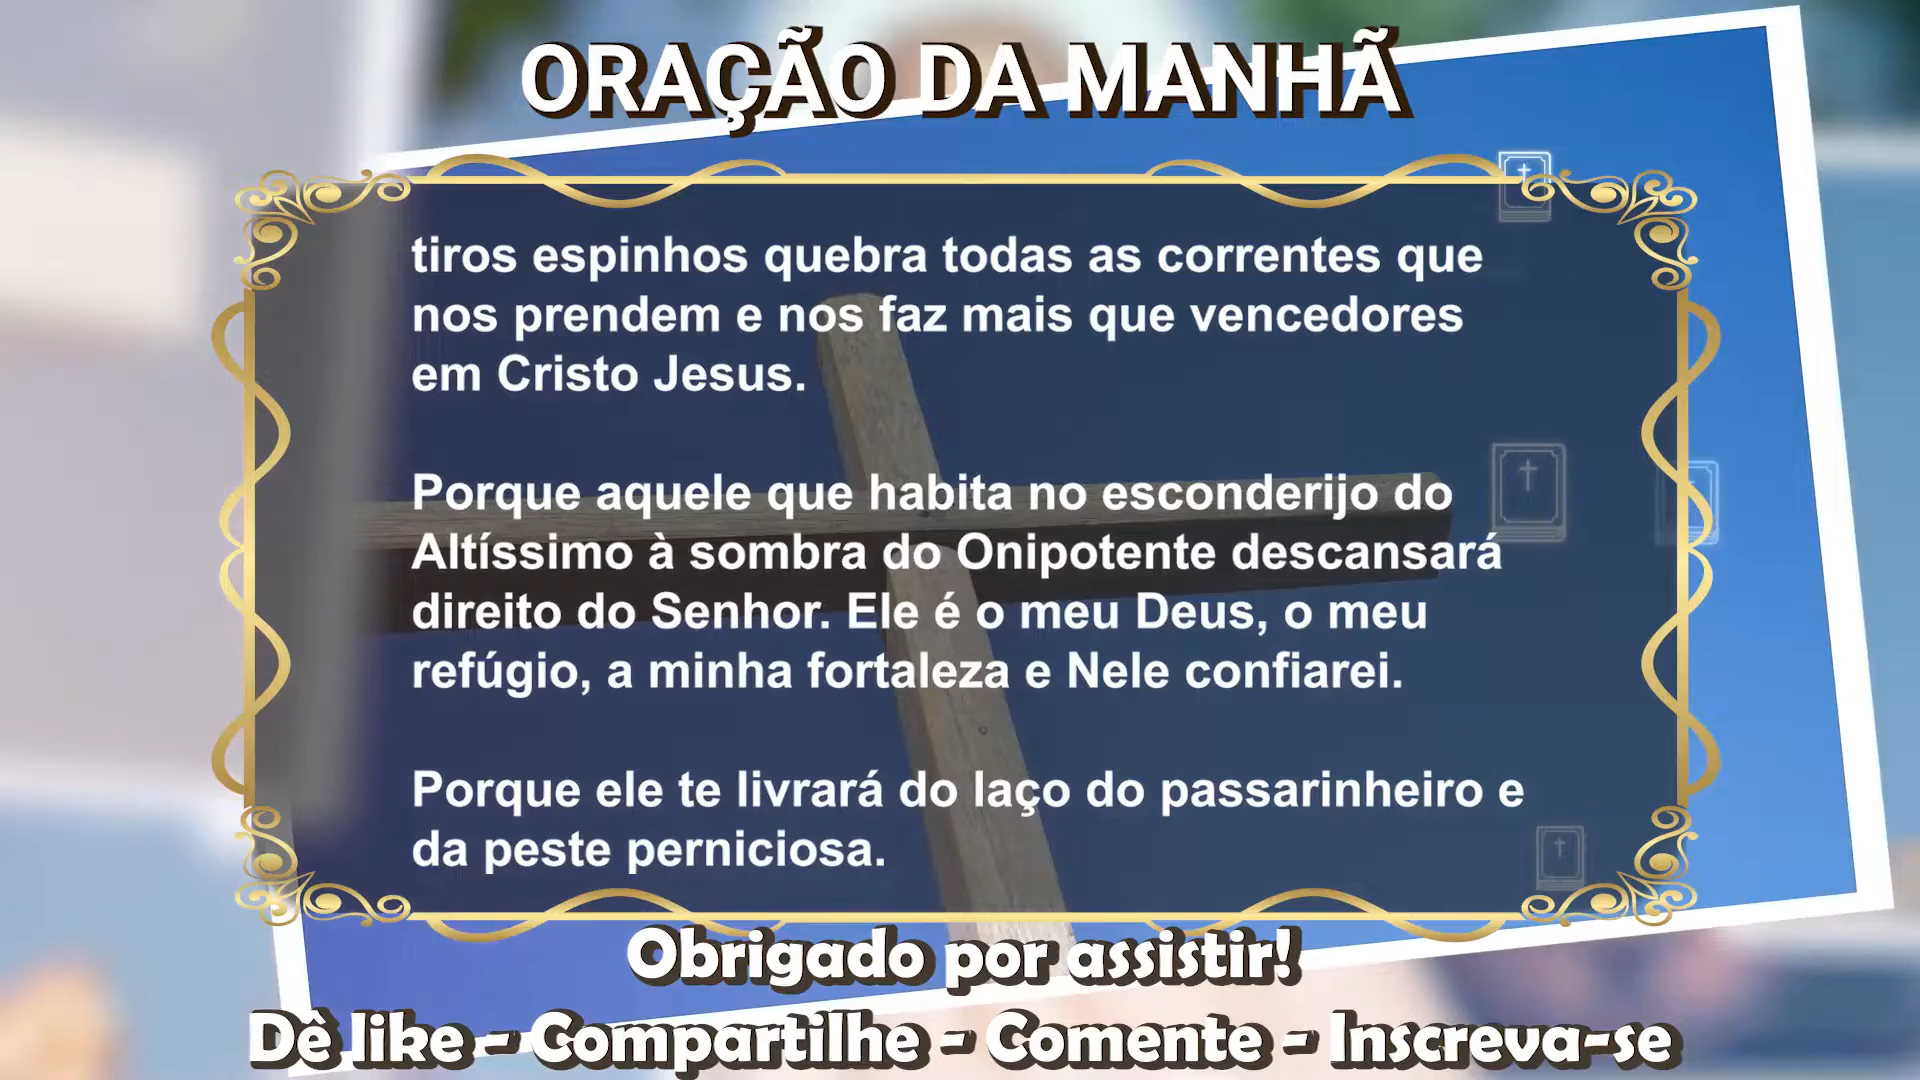 ORAÇÃO DA MANHÃ
tiros espinhos quebra todas as correntes que
nos prendem e nos faz mais que vencedores
em Cristo Jesus.
Porque aquele que habita no esconderijo do
Altíssimo à sombra do Onipotente descansará
direito do Senhor. Ele é o meu Deus, o meu
refúgio, a minha fortaleza e Nele confiarei.
Porque ele te livrará do laço do passarinheiro e
da peste perniciosa.
Obrigado por assistir!
Dê like - Compartilhe - Comente - Inscreva-se